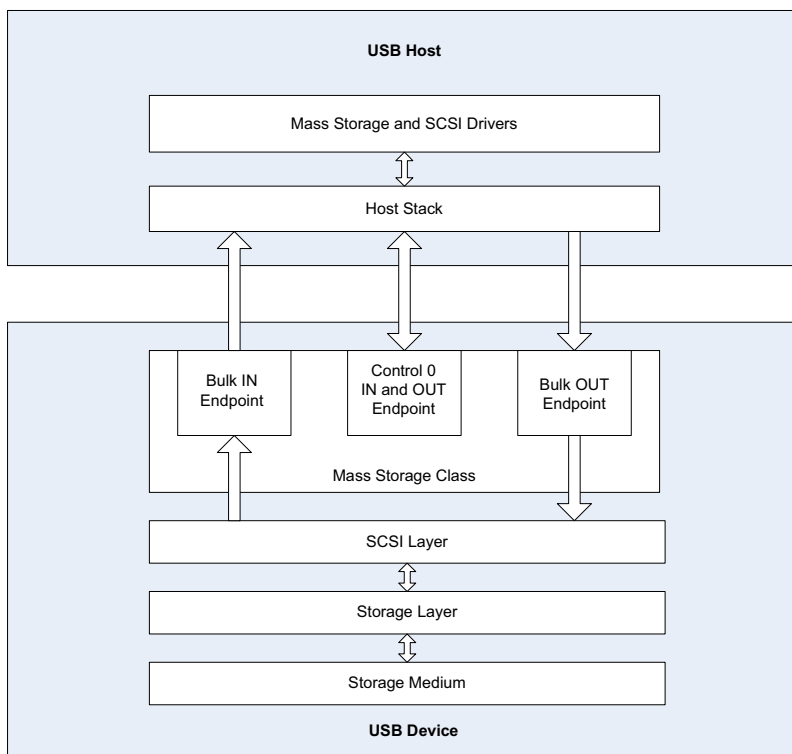 USB Host
Mass Storage and SCSI Drivers
Host Stack
Bulk IN
Endpoint
Control 0
IN and OUT
Endpoint
Bulk OUT
Endpoint
Mass Storage Class
SCSI Layer
Storage Layer
Storage Medium
USB Device